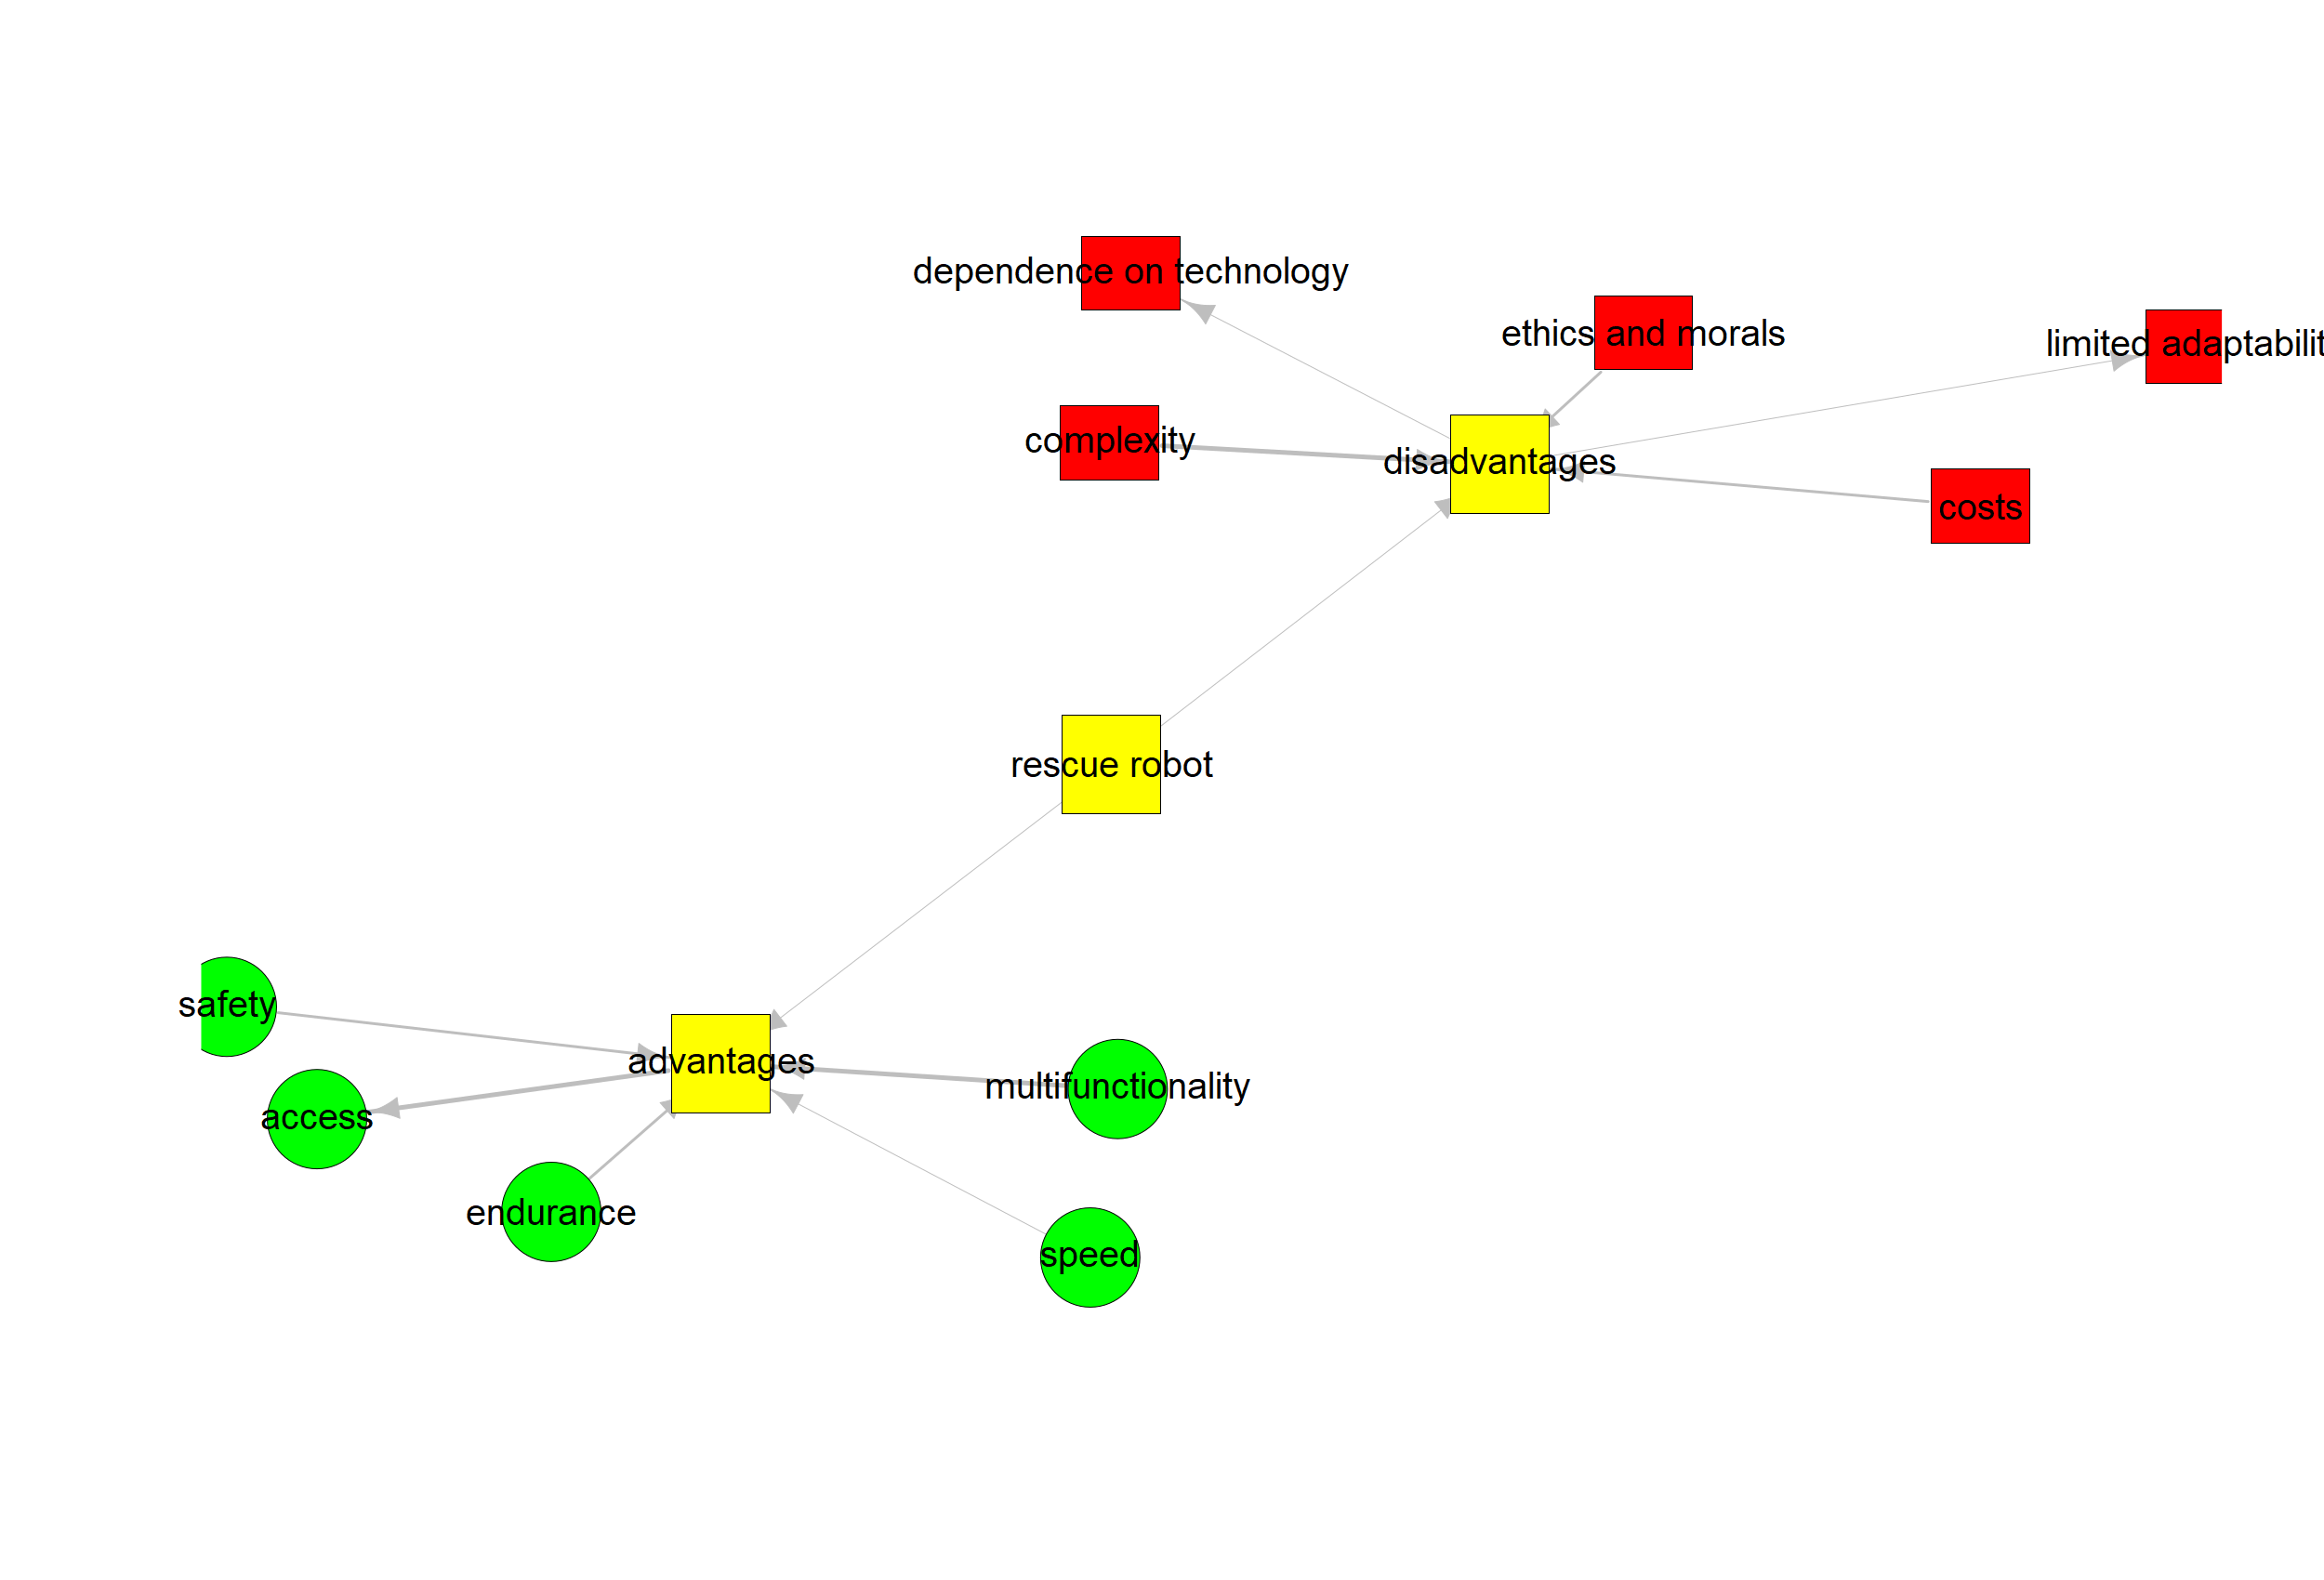 dependence on technology
ethics and morals
limited adaptabilit
complexity
disadvantages
costs
rescue robot
safety
advantages
multifunctionality
access
endurance
speed